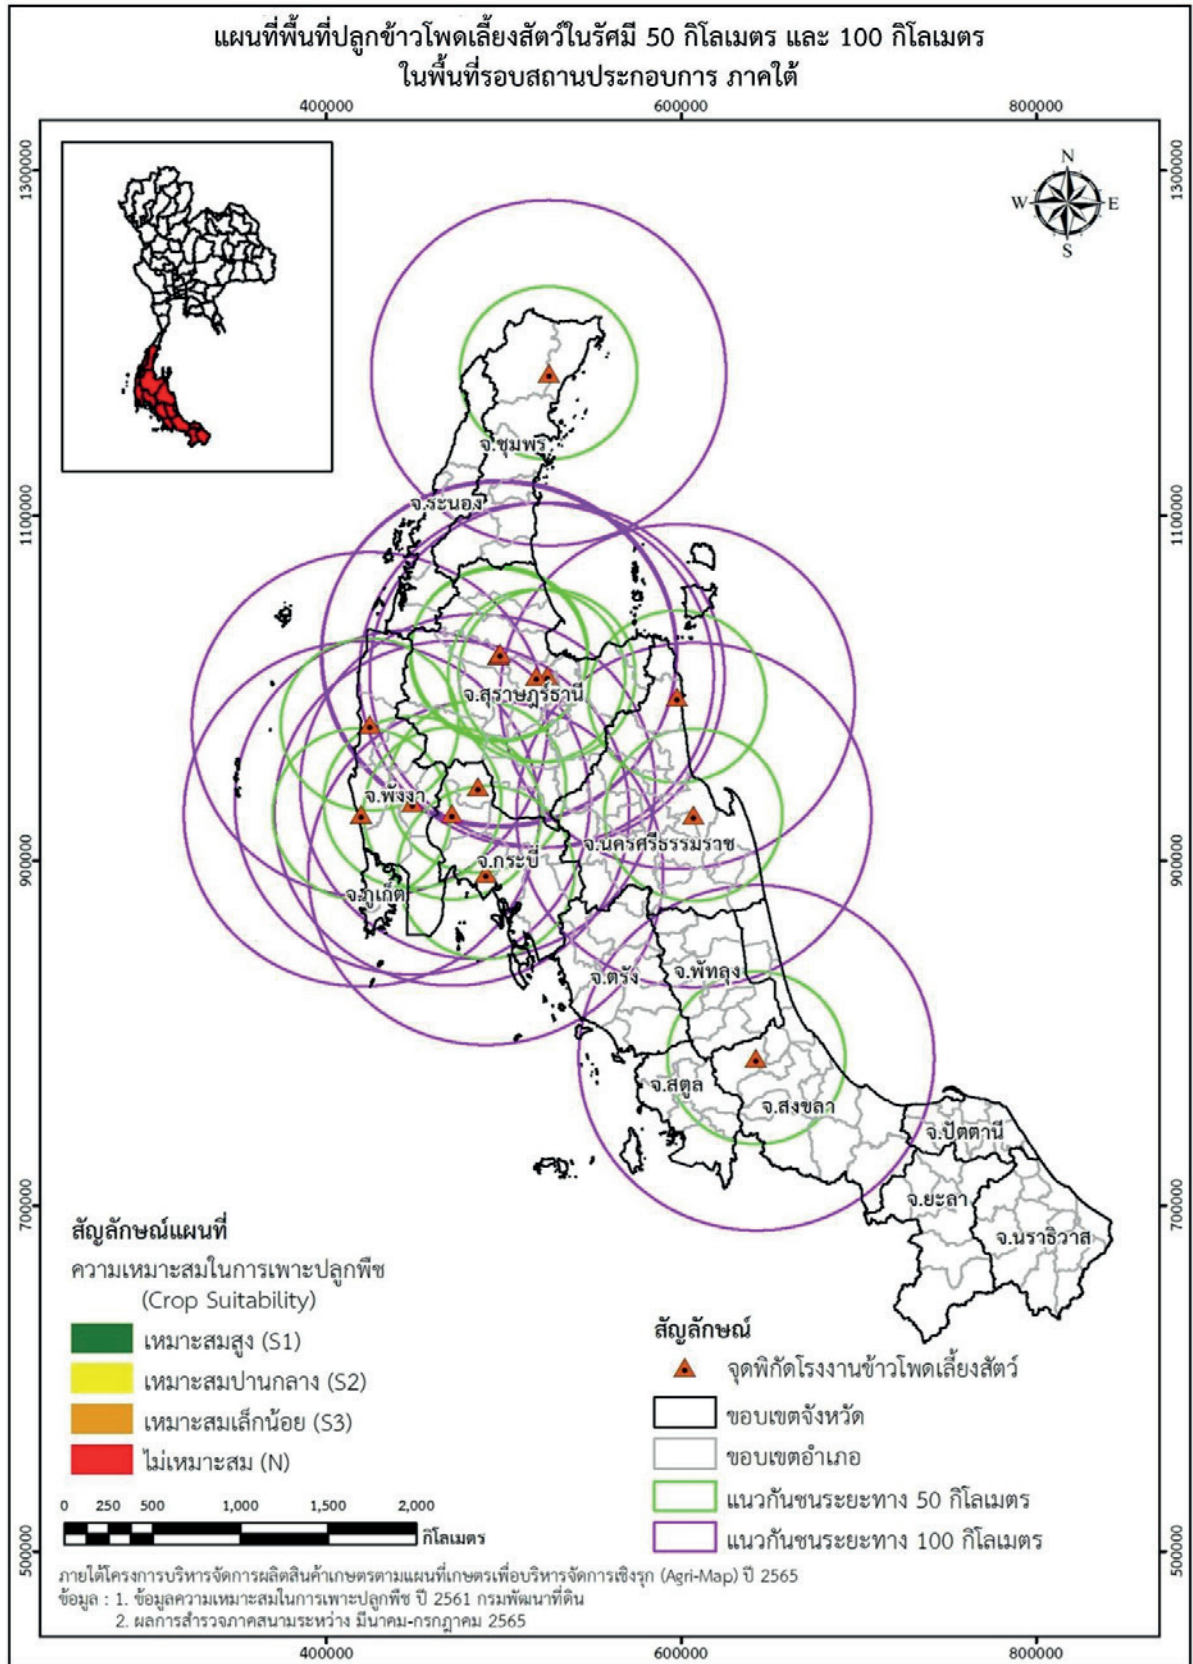 แผนที่พื้นที่ปลูกข้าวโพดเลี้ยงสัตว์ในรัศมี 50 กิโลเมตร และ 100 กิโลเมตร
ในพื้นที่รอบสถานประกอบการ ภาคใต้
400000 600000 800000
1300000 1300000
N
W E
S
จ.ชุมพร
จ.ระนอง
1100000 1100000
จ.สุราษฎร์ธานี
จ.พังงา
จ.นครศรีธรรมราช
จ.กระบี่
900000 900000
จ.ภูเก็ต
จ.พัทลุง
จ.ตรัง
จ.สตูล
จ.สงขลา
จ.ปัตตานี
จ.ยะลา
700000 700000
จ.นราธิวาส
สัญลักษณ์แผนที่
ความเหมาะสมในการเพาะปลูกพืช
(Crop Suitability)
เหมาะสมสูง (S1)
เหมาะสมปานกลาง (S2)
เหมาะสมเล็กน้อย (S3)
ไม่เหมาะสม (N)
สัญลักษณ์
จุดพิกัดโรงงานข้าวโพดเลี้ยงสัตว์
ขอบเขตจังหวัด
ขอบเขตอำเภอ
แนวกันชนระยะทาง 50 กิโลเมตร
แนวกันชนระยะทาง 100 กิโลเมตร
0 250 500 1,000 1,500 2,000
กิโลเมตร
500000 500000
ภายใต้โครงการบริหารจัดการผลิตสินค้าเกษตรตามแผนที่เกษตรเพื่อบริหารจัดการเชิงรุก (Agri-Map) ปี 2565
ข้อมูล : 1. ข้อมูลความเหมาะสมในการเพาะปลูกพืช ปี 2561 กรมพัฒนาที่ดิน
2. ผลการสำรวจภาคสนามระหว่าง มีนาคม-กรกฎาคม 2565
400000 600000 800000